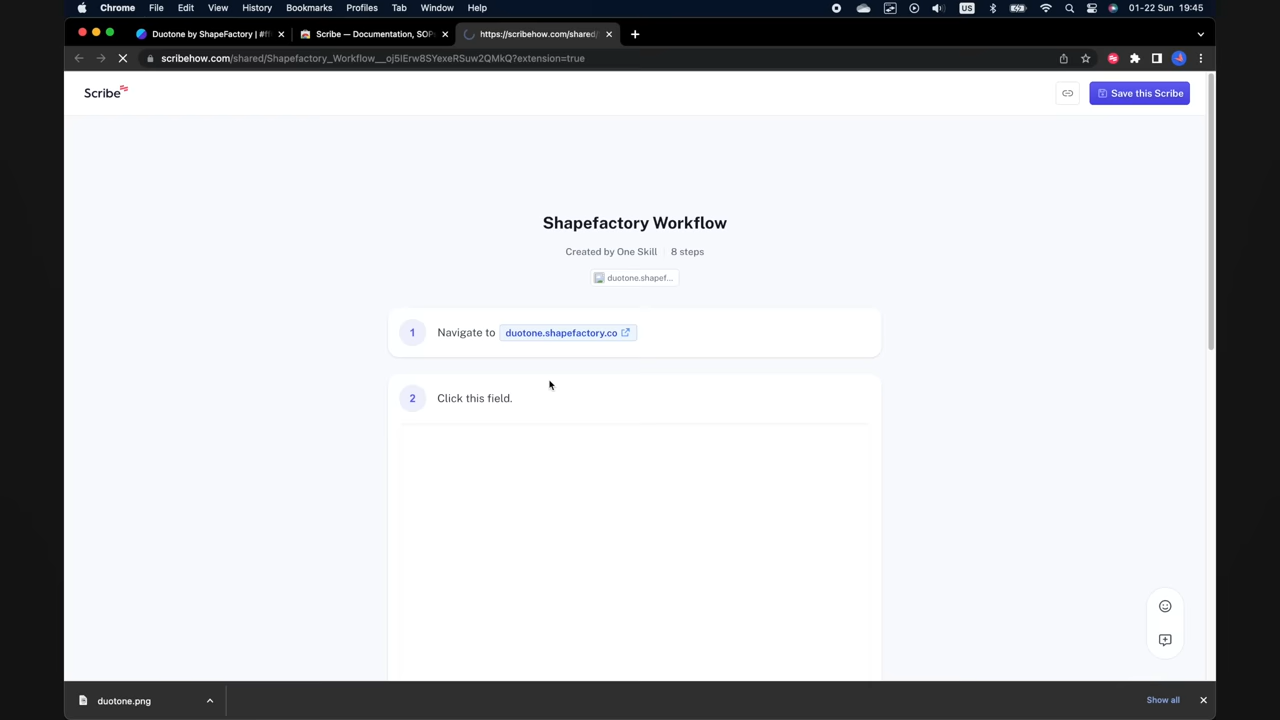 Chrome File Edit View History Bookmarks Profiles Tab Window Help US 01-22 Sun 19:45
Duotone by ShapeFactory | #ff Scribe — Documentation, SOP https://scribehow.com/shared/
scribehow.com/shared/Shapefactory_Workflow__oj5IErw8SYexeRSuw2QMkQ?extension=true
Scribe Save this Scribe
Shapefactory Workflow
Created by One Skill 8 steps
duotone.shapef...
1 Navigate to duotone.shapefactory.co
2 Click this field.
duotone.png Show all